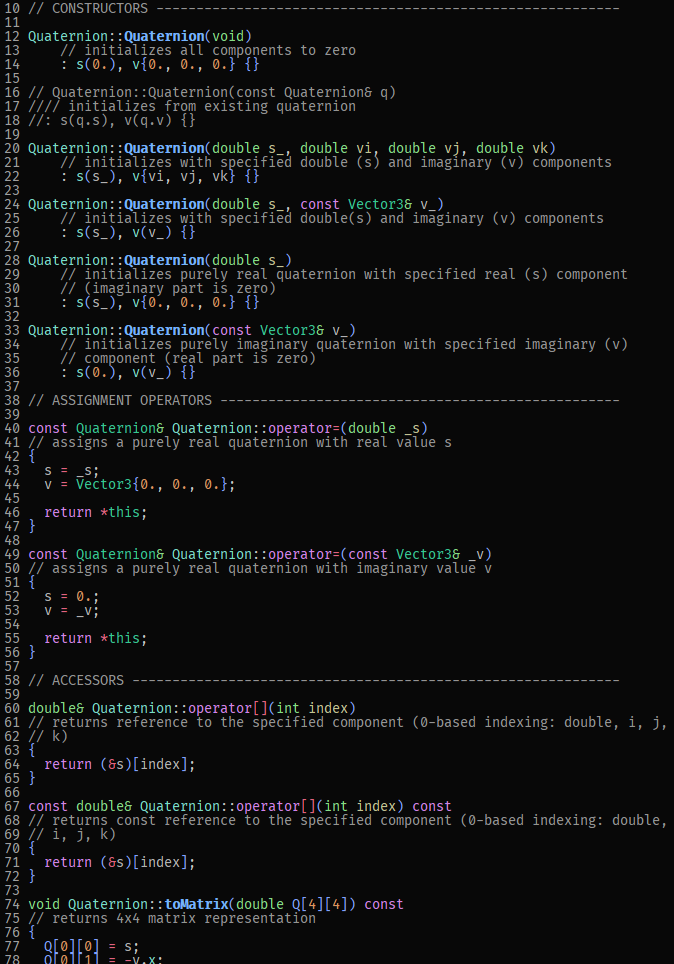 10 // CONSTRUCTORS ----------------------------------------------------------
11
12 Quaternion::Quaternion(void)
13     // initializes all components to zero
14     : s(0.), v{0., 0., 0.} {}
15
16 // Quaternion::Quaternion(const Quaternion& q)
17 //// initializes from existing quaternion
18 //: s(q.s), v(q.v) {}
19
20 Quaternion::Quaternion(double s_, double vi, double vj, double vk)
21     // initializes with specified double (s) and imaginary (v) components
22     : s(s_), v{vi, vj, vk} {}
23
24 Quaternion::Quaternion(double s_, const Vector3& v_)
25     // initializes with specified double(s) and imaginary (v) components
26     : s(s_), v(v_) {}
27
28 Quaternion::Quaternion(double s_)
29     // initializes purely real quaternion with specified real (s) component
30     // (imaginary part is zero)
31     : s(s_), v{0., 0., 0.} {}
32
33 Quaternion::Quaternion(const Vector3& v_)
34     // initializes purely imaginary quaternion with specified imaginary (v)
35     // component (real part is zero)
36     : s(0.), v(v_) {}
37
38 // ASSIGNMENT OPERATORS --------------------------------------------------
39
40 const Quaternion& Quaternion::operator=(double _s)
41 // assigns a purely real quaternion with real value s
42 {
43   s = _s;
44   v = Vector3{0., 0., 0.};
45
46   return *this;
47 }
48
49 const Quaternion& Quaternion::operator=(const Vector3& _v)
50 // assigns a purely real quaternion with imaginary value v
51 {
52   s = 0.;
53   v = _v;
54
55   return *this;
56 }
57
58 // ACCESSORS -------------------------------------------------------------
59
60 double& Quaternion::operator[](int index)
61 // returns reference to the specified component (0-based indexing: double, i, j,
62 // k)
63 {
64   return (&s)[index];
65 }
66
67 const double& Quaternion::operator[](int index) const
68 // returns const reference to the specified component (0-based indexing: double,
69 // i, j, k)
70 {
71   return (&s)[index];
72 }
73
74 void Quaternion::toMatrix(double Q[4][4]) const
75 // returns 4x4 matrix representation
76 {
77   Q[0][0] = s;
78   Q[0][1] = -v.x;